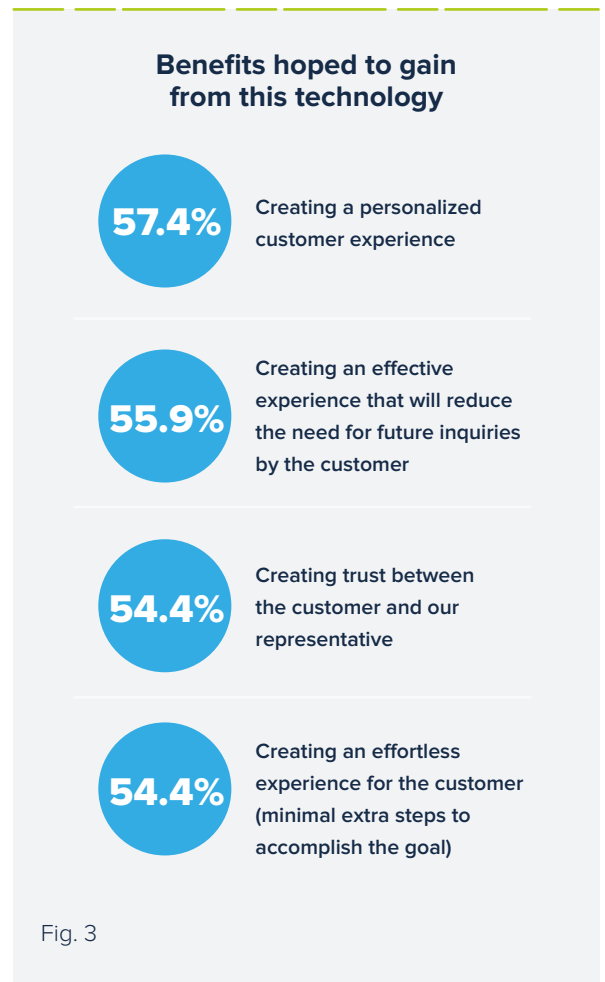 Benefits hoped to gain
from this technology
57.4%
Creating a personalized
customer experience
55.9%
Creating an effective
experience that will reduce
the need for future inquiries
by the customer
54.4%
Creating trust between
the customer and our
representative
54.4%
Creating an effortless
experience for the customer
(minimal extra steps to
accomplish the goal)
Fig. 3